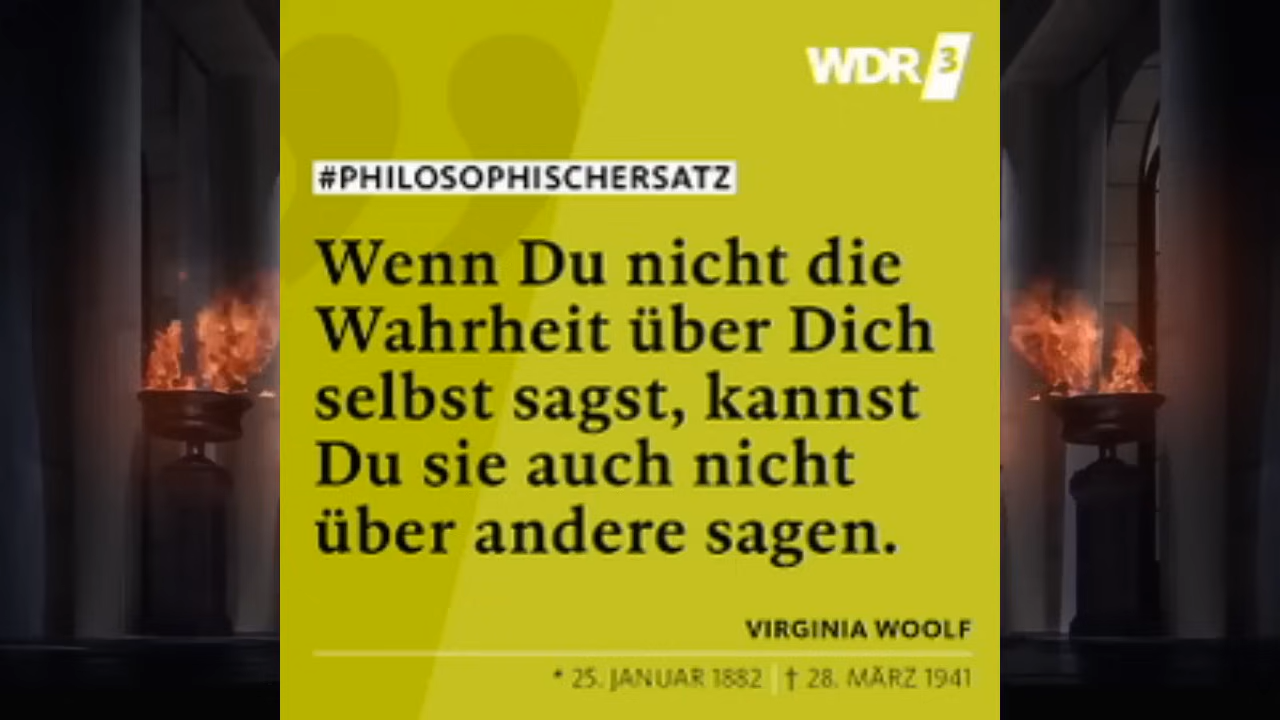 WDR 3
#PHILOSOPHISCHERSATZ
Wenn Du nicht die
Wahrheit über Dich
selbst sagst, kannst
Du sie auch nicht
über andere sagen.
VIRGINIA WOOLF
* 25. JANUAR 1882 | † 28. MÄRZ 1941